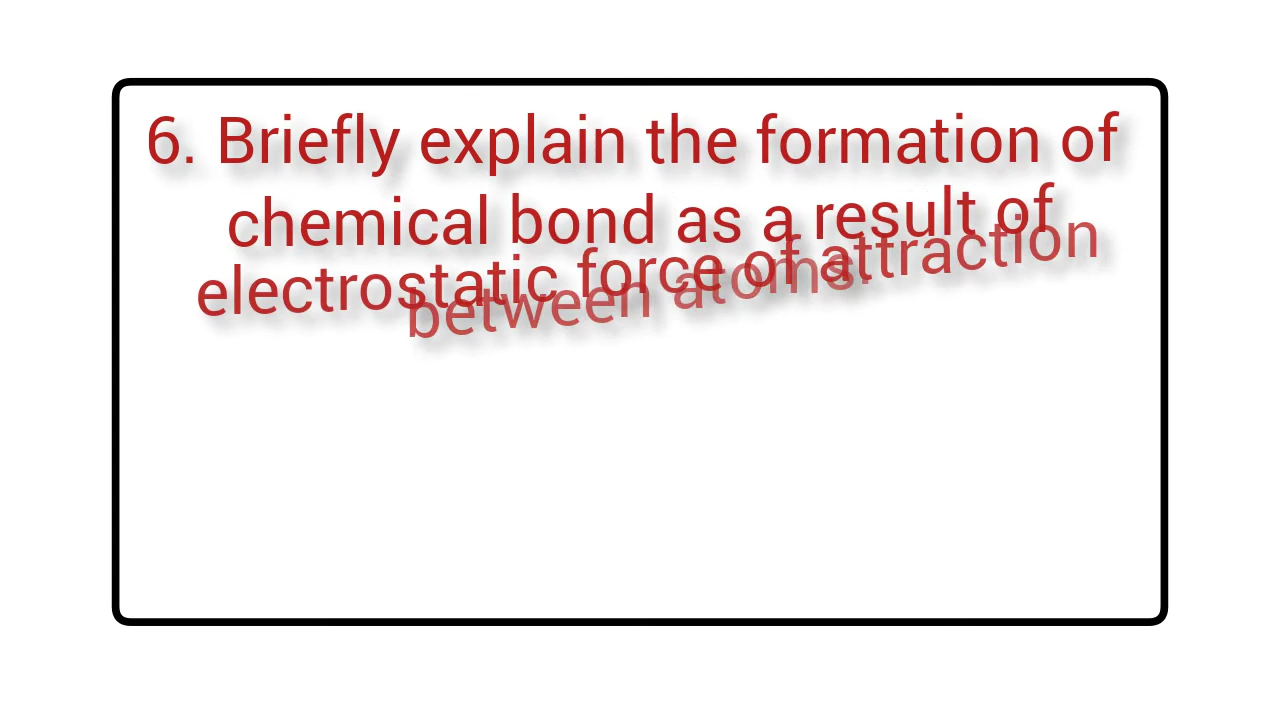 6. Briefly explain the formation of
chemical bond as a result of
electrostatic force of attraction
between atoms.